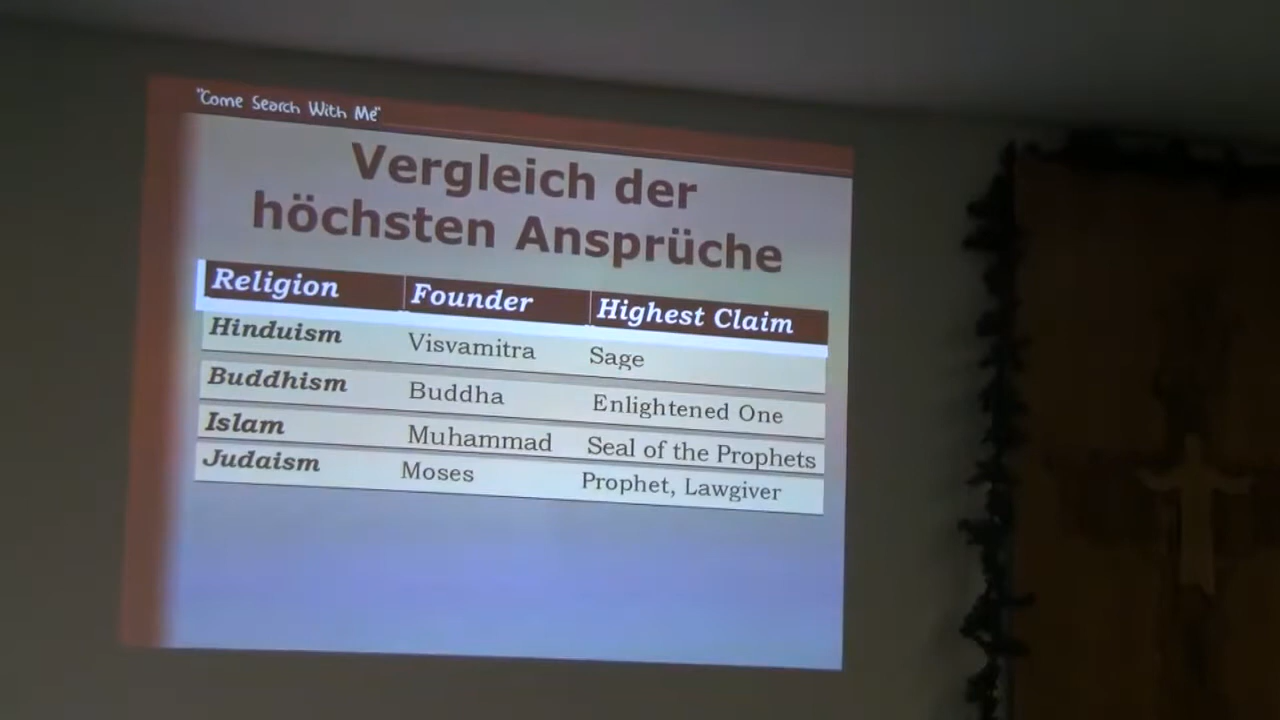 "Come Search With Me"
Vergleich der
höchsten Ansprüche
Religion Founder Highest Claim
Hinduism Visvamitra Sage
Buddhism Buddha Enlightened One
Islam Muhammad Seal of the Prophets
Judaism Moses Prophet, Lawgiver